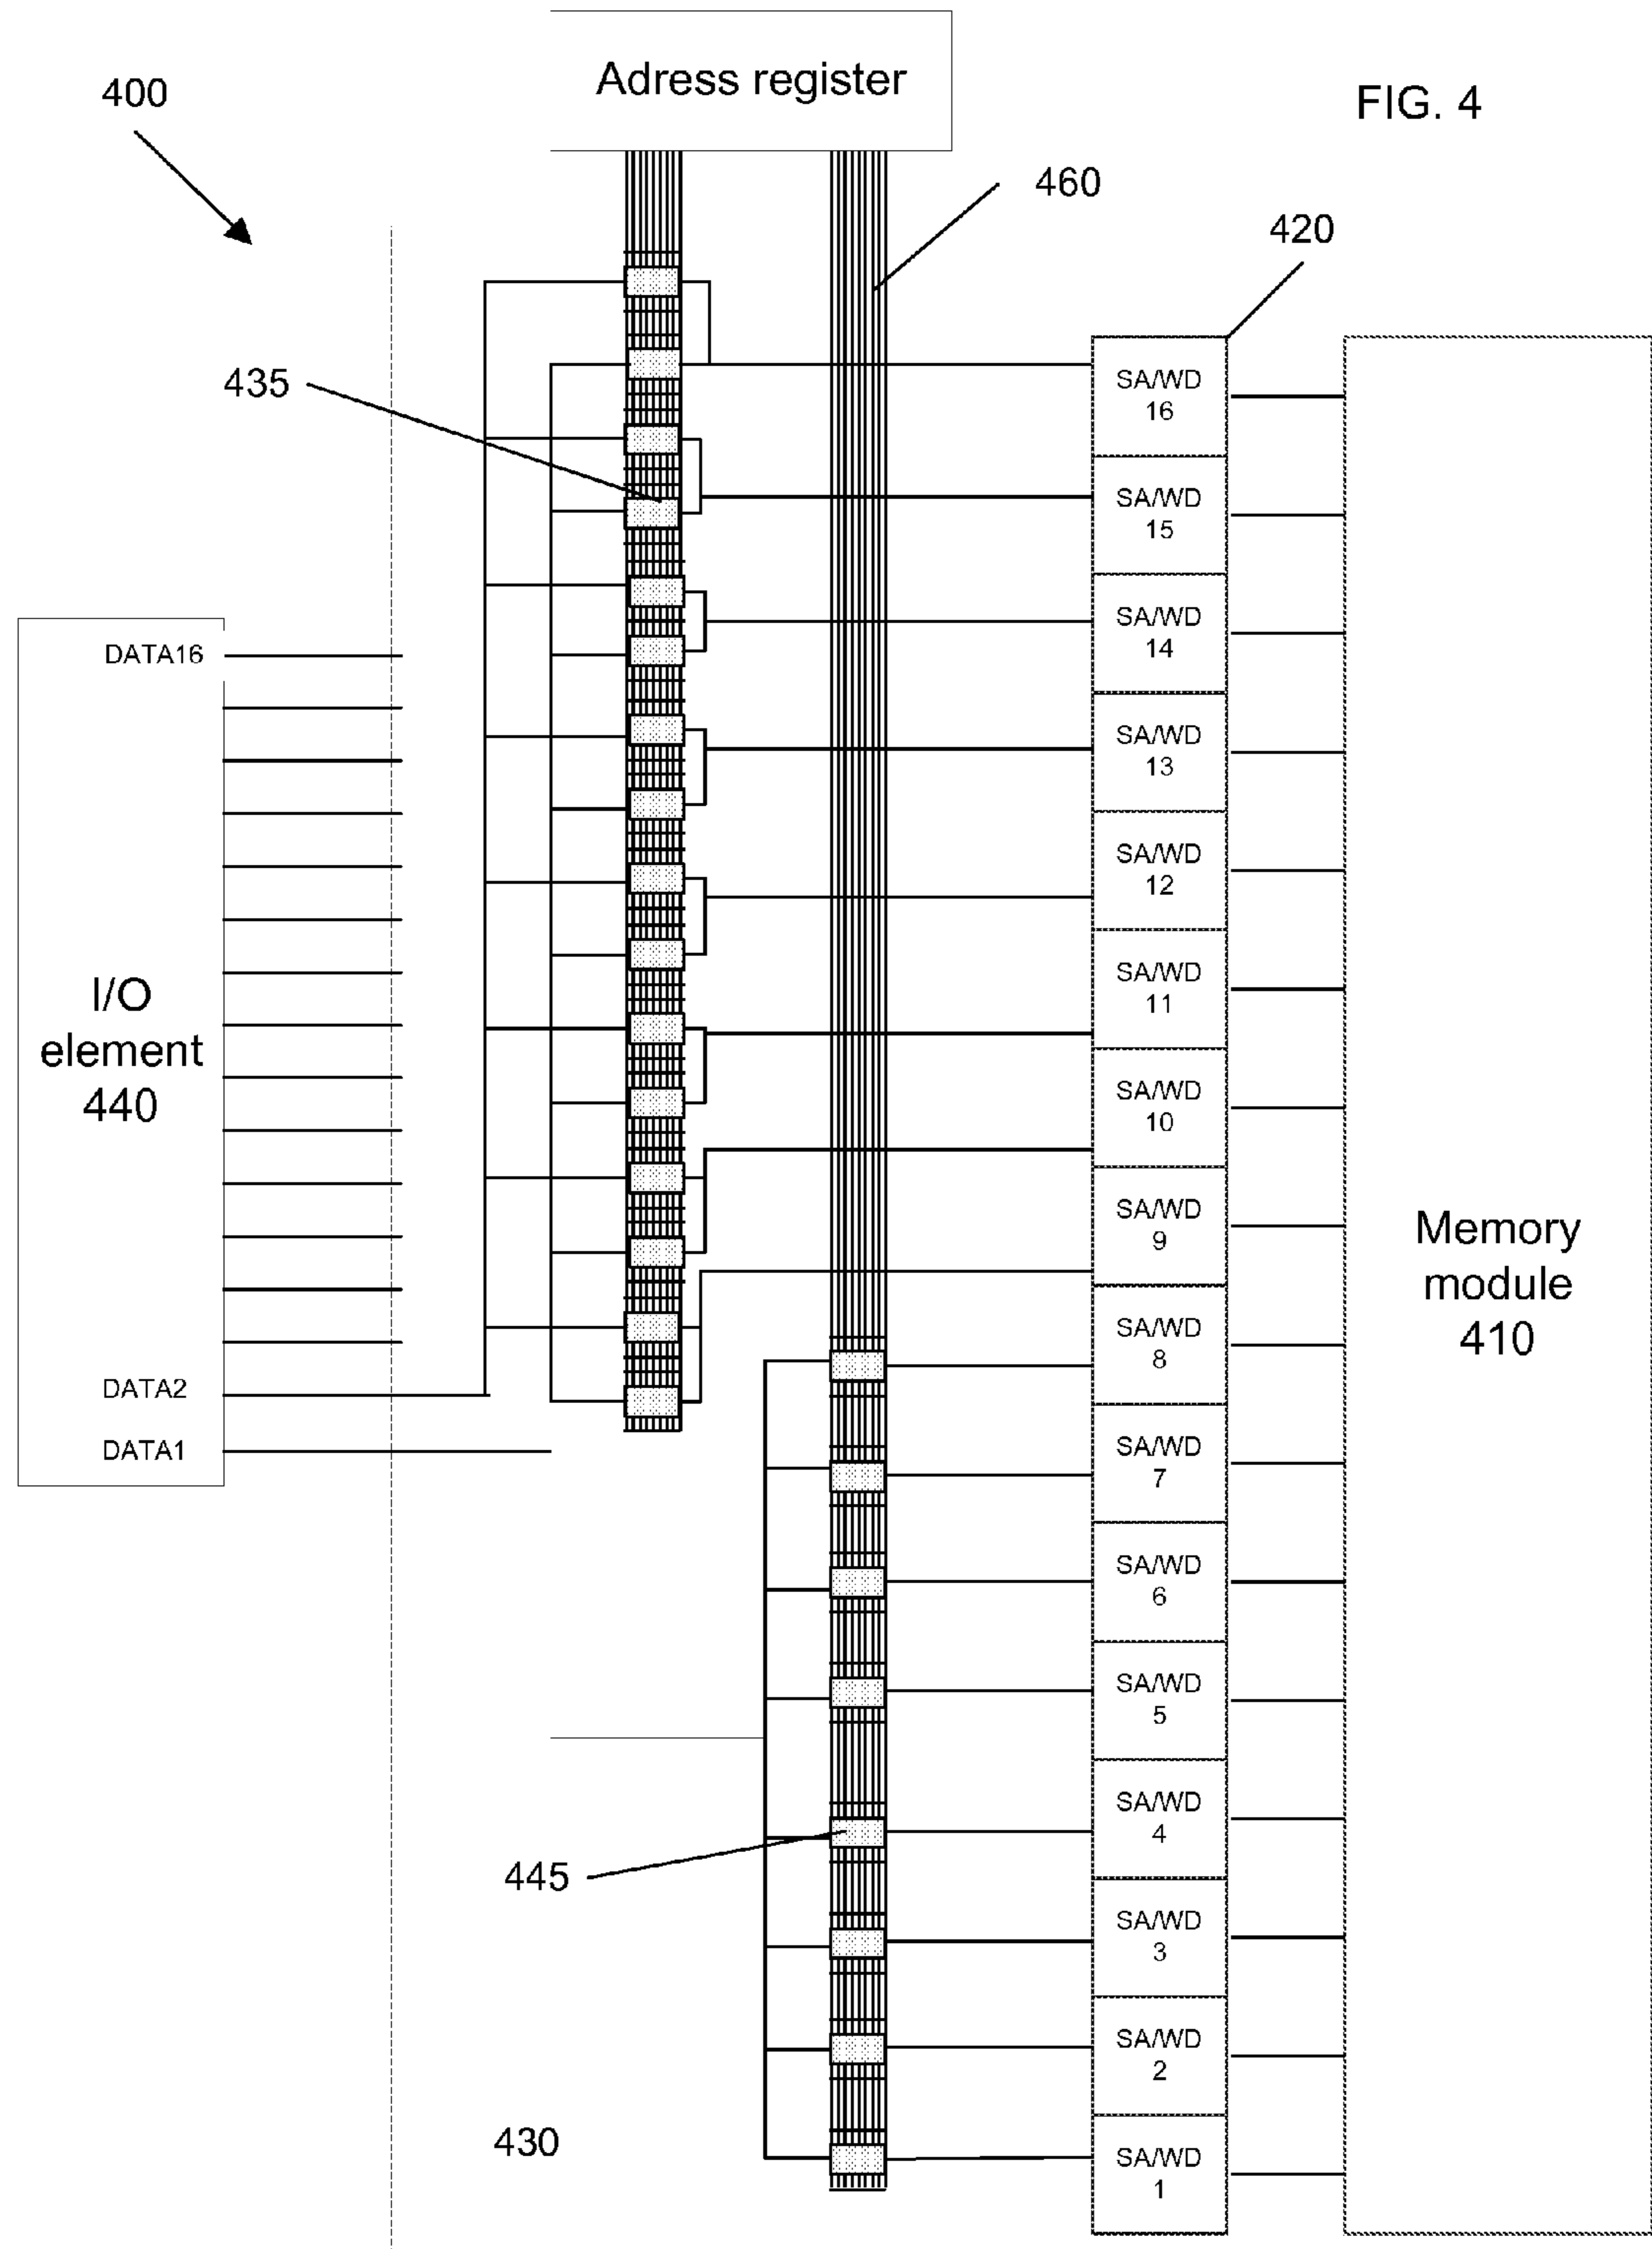 Adress register
400
FIG. 4
460
420
435
SA/WD
16
SA/WD
15
SA/WD
14
DATA16
SA/WD
13
SA/WD
12
SA/WD
11
I/O
element
440
SA/WD
10
SA/WD
9
Memory
module
410
SA/WD
8
DATA2
DATA1
SA/WD
7
SA/WD
6
SA/WD
5
SA/WD
4
445
SA/WD
3
SA/WD
2
430
SA/WD
1